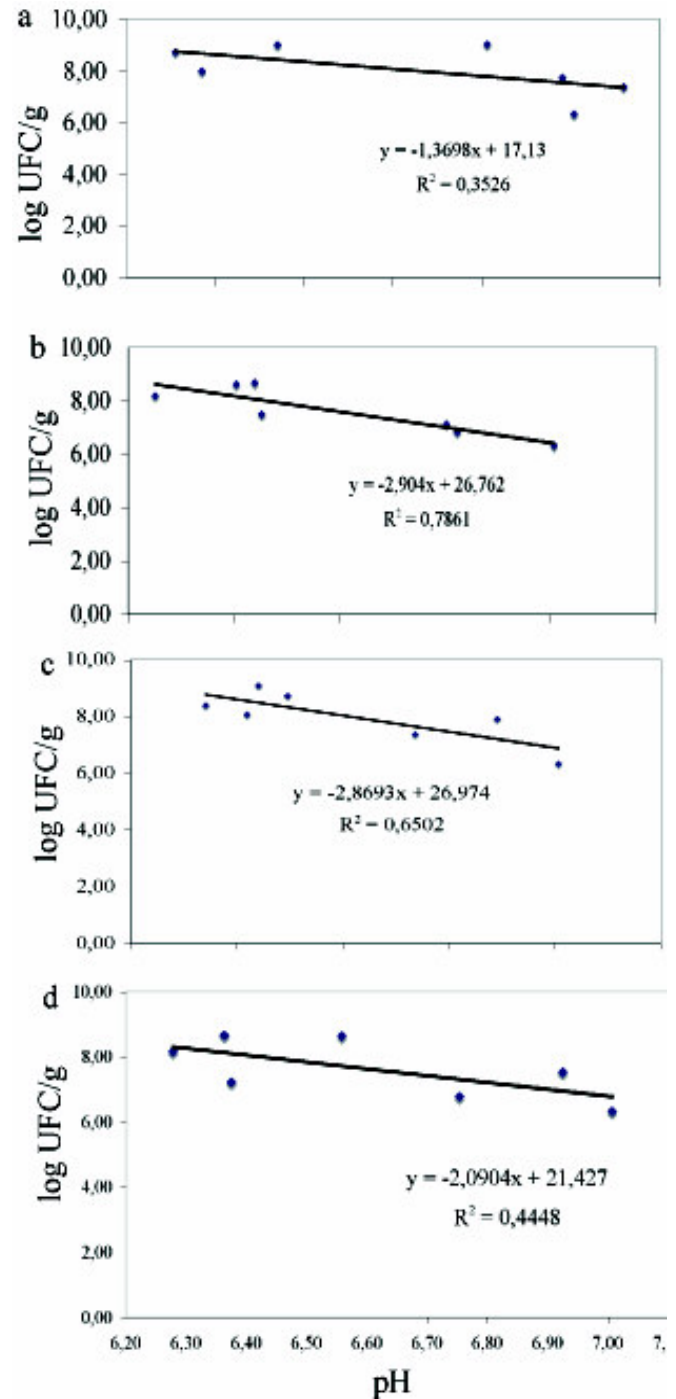 a
10,00
8,00
6,00
4,00
2,00
0,00
log UFC/g
y = -1,3698x + 17,13
R² = 0,3526
b
10,00
8,00
6,00
4,00
2,00
0,00
log UFC/g
y = -2,904x + 26,762
R² = 0,7861
c
10,00
8,00
6,00
4,00
2,00
0,00
log UFC/g
y = -2,8693x + 26,974
R² = 0,6502
d
10,00
8,00
6,00
4,00
2,00
0,00
log UFC/g
y = -2,0904x + 21,427
R² = 0,4448
6,20 6,30 6,40 6,50 6,60 6,70 6,80 6,90 7,00 7,
pH